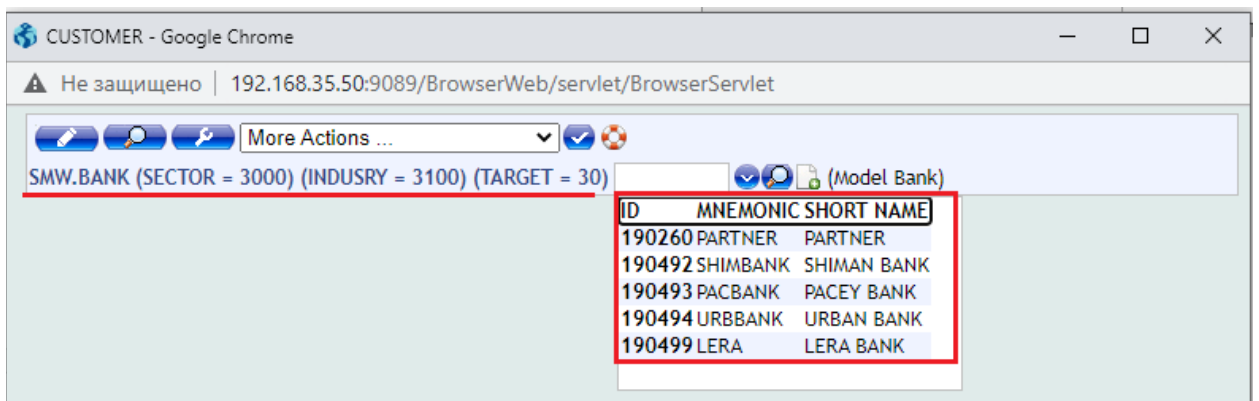 CUSTOMER - Google Chrome
Не защищено | 192.168.35.50:9089/BrowserWeb/servlet/BrowserServlet
More Actions ...
SMW.BANK (SECTOR = 3000) (INDUSRY = 3100) (TARGET = 30) (Model Bank)
ID MNEMONIC SHORT NAME
190260 PARTNER PARTNER
190492 SHIMBANK SHIMAN BANK
190493 PACBANK PACEY BANK
190494 URBBANK URBAN BANK
190499 LERA LERA BANK